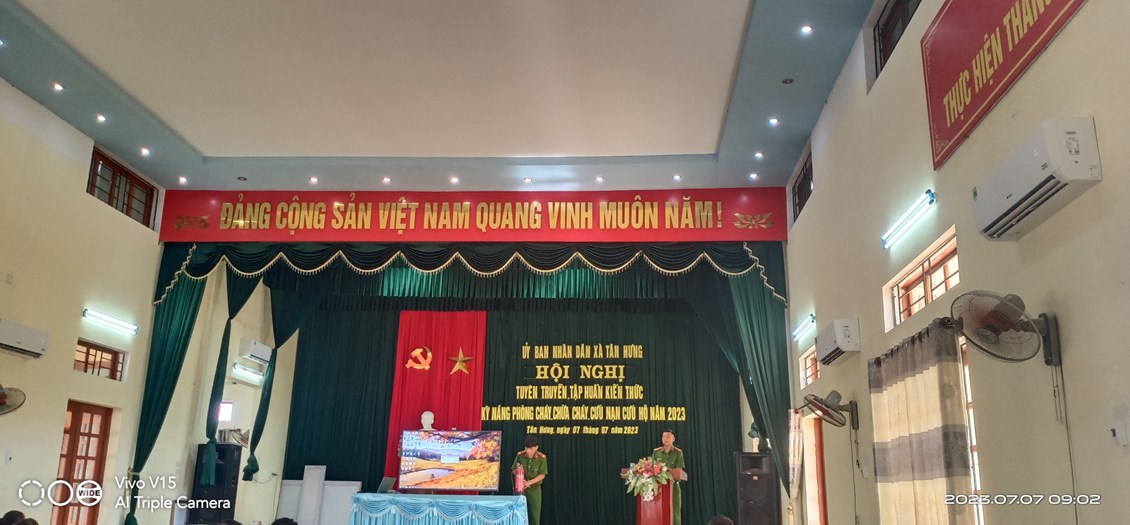 THỰC HIỆN THẮNG
ĐẢNG CỘNG SẢN VIỆT NAM QUANG VINH MUÔN NĂM!
ỦY BAN NHÂN DÂN XÃ TÂN HƯNG
HỘI NGHỊ
TUYÊN TRUYỀN, TẬP HUẤN KIẾN THỨC
KỸ NĂNG PHÒNG CHÁY, CHỮA CHÁY, CỨU NẠN CỨU HỘ NĂM 2023
Tân Hưng, ngày 07 tháng 07 năm 2023
WIDE
Vivo V15
AI Triple Camera
2023.07.07 09:02